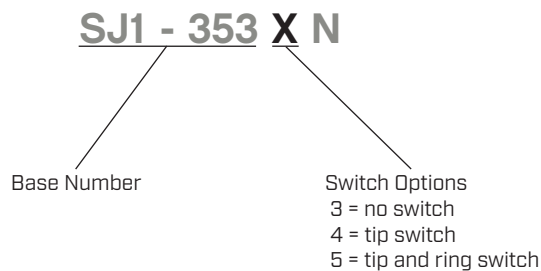 SJ1 - 353 X N
Base Number
Switch Options
3 = no switch
4 = tip switch
5 = tip and ring switch